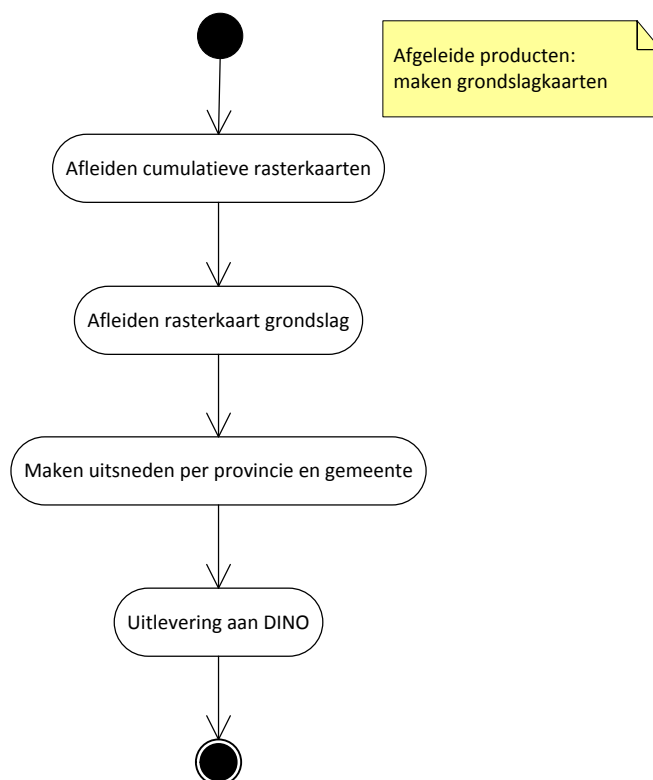 Afgeleide producten:
maken grondslagkaarten
Afleiden cumulatieve rasterkaarten
Afleiden rasterkaart grondslag
Maken uitsneden per provincie en gemeente
Uitlevering aan DINO